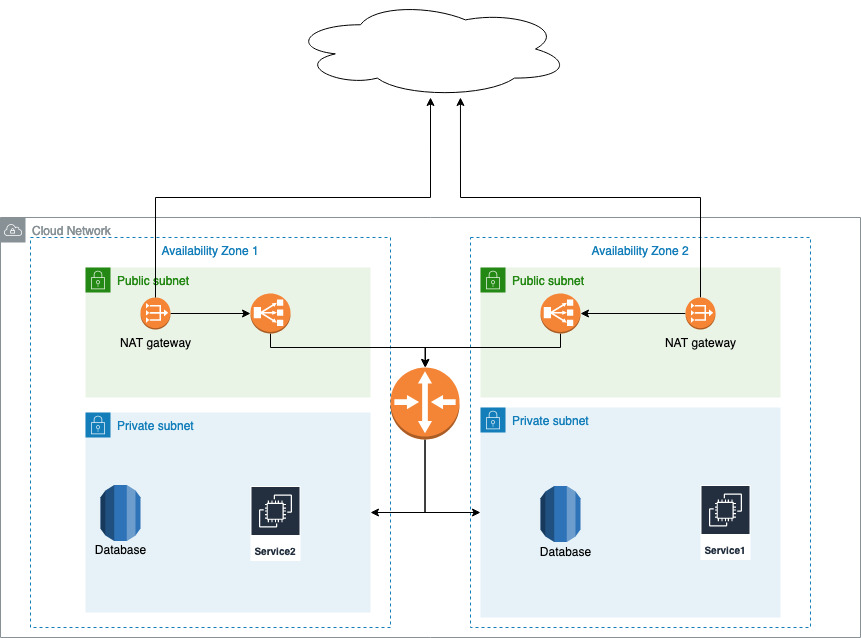 Cloud Network
Availability Zone 1
Availability Zone 2
Public subnet
Public subnet
NAT gateway
NAT gateway
Private subnet
Private subnet
Database
Service2
Database
Service1